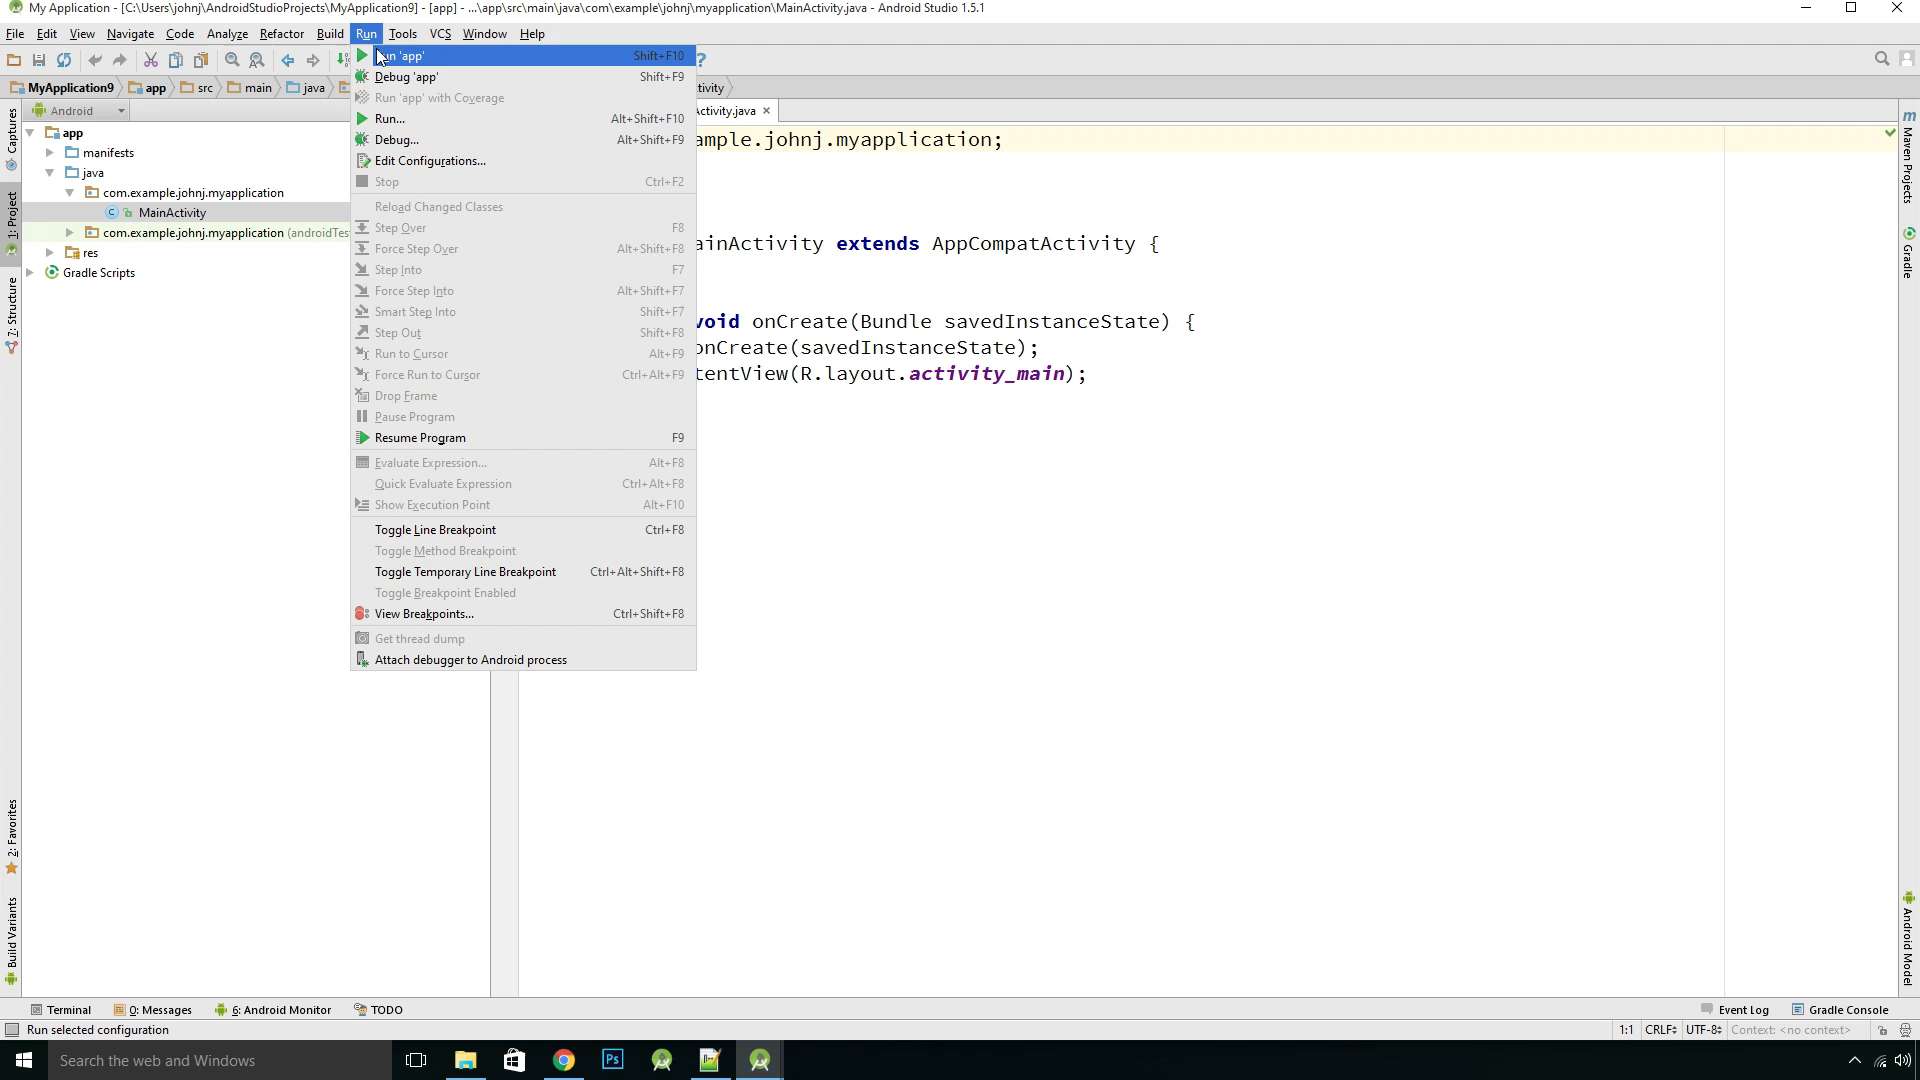 My Application - [C:\Users\johnj\AndroidStudioProjects\MyApplication9] - [app] - ...\app\src\main\java\com\example\johnj\myapplication\MainActivity.java - Android Studio 1.5.1
File Edit View Navigate Code Analyze Refactor Build Run Tools VCS Window Help
MyApplication9 app src main java
tivity
Android
ctivity.java
app
manifests
java
com.example.johnj.myapplication
MainActivity
com.example.johnj.myapplication (androidTes
res
Gradle Scripts
Captures
1: Project
7: Structure
2: Favorites
Build Variants
n 'app' Shift+F10
Debug 'app' Shift+F9
Run 'app' with Coverage
Run... Alt+Shift+F10
Debug... Alt+Shift+F9
Edit Configurations...
Stop Ctrl+F2
Reload Changed Classes
Step Over F8
Force Step Over Alt+Shift+F8
Step Into F7
Force Step Into Alt+Shift+F7
Smart Step Into Shift+F7
Step Out Shift+F8
Run to Cursor Alt+F9
Force Run to Cursor Ctrl+Alt+F9
Drop Frame
Pause Program
Resume Program F9
Evaluate Expression... Alt+F8
Quick Evaluate Expression Ctrl+Alt+F8
Show Execution Point Alt+F10
Toggle Line Breakpoint Ctrl+F8
Toggle Method Breakpoint
Toggle Temporary Line Breakpoint Ctrl+Alt+Shift+F8
Toggle Breakpoint Enabled
View Breakpoints... Ctrl+Shift+F8
Get thread dump
Attach debugger to Android process
ample.johnj.myapplication;
ainActivity extends AppCompatActivity {
void onCreate(Bundle savedInstanceState) {
onCreate(savedInstanceState);
tentView(R.layout.activity_main);
Maven Projects
Gradle
Android Model
Terminal 0: Messages 6: Android Monitor TODO Event Log Gradle Console
Run selected configuration 1:1 CRLF UTF-8 Context: <no context>
Search the web and Windows
Ps